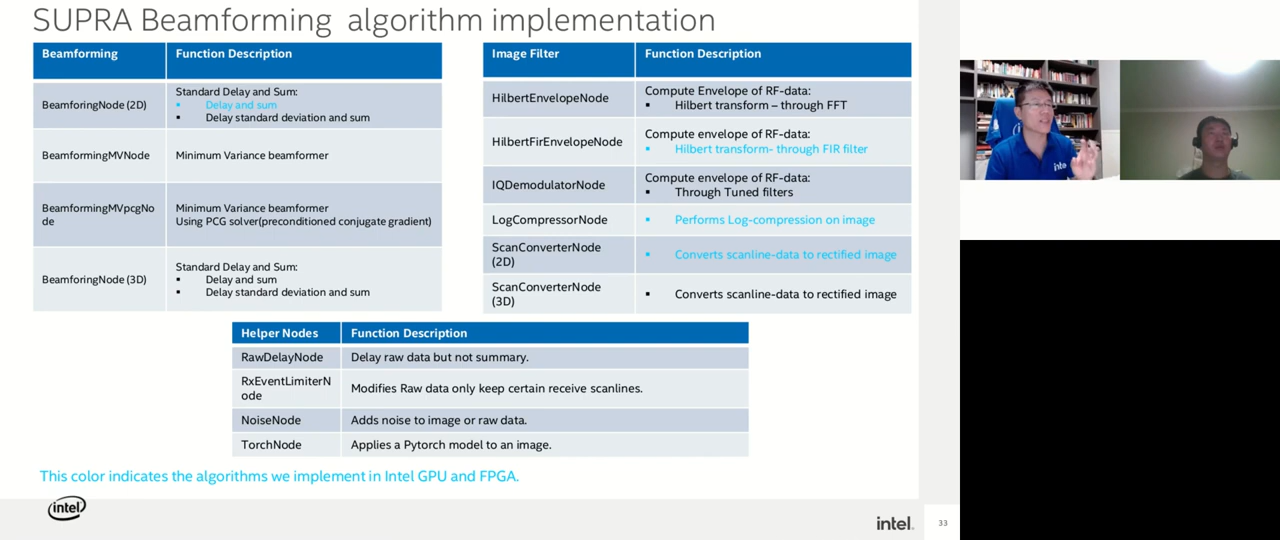 SUPRA Beamforming algorithm implementation
Beamforming Function Description
BeamforingNode (2D)
Standard Delay and Sum:
▪ Delay and sum
▪ Delay standard deviation and sum
BeamformingMVNode
Minimum Variance beamformer
BeamformingMVpcgNo
de
Minimum Variance beamformer
Using PCG solver(preconditioned conjugate gradient)
BeamforingNode (3D)
Standard Delay and Sum:
▪ Delay and sum
▪ Delay standard deviation and sum
Image Filter Function Description
HilbertEnvelopeNode
Compute Envelope of RF-data:
▪ Hilbert transform – through FFT
HilbertFirEnvelopeNode
Compute envelope of RF-data:
▪ Hilbert transform- through FIR filter
IQDemodulatorNode
Compute envelope of RF-data:
▪ Through Tuned filters
LogCompressorNode
▪ Performs Log-compression on image
ScanConverterNode
(2D)
▪ Converts scanline-data to rectified image
ScanConverterNode
(3D)
▪ Converts scanline-data to rectified image
Helper Nodes Function Description
RawDelayNode Delay raw data but not summary.
RxEventLimiterN
ode
Modifies Raw data only keep certain receive scanlines.
NoiseNode Adds noise to image or raw data.
TorchNode Applies a Pytorch model to an image.
This color indicates the algorithms we implement in Intel GPU and FPGA.
intel
intel. 33